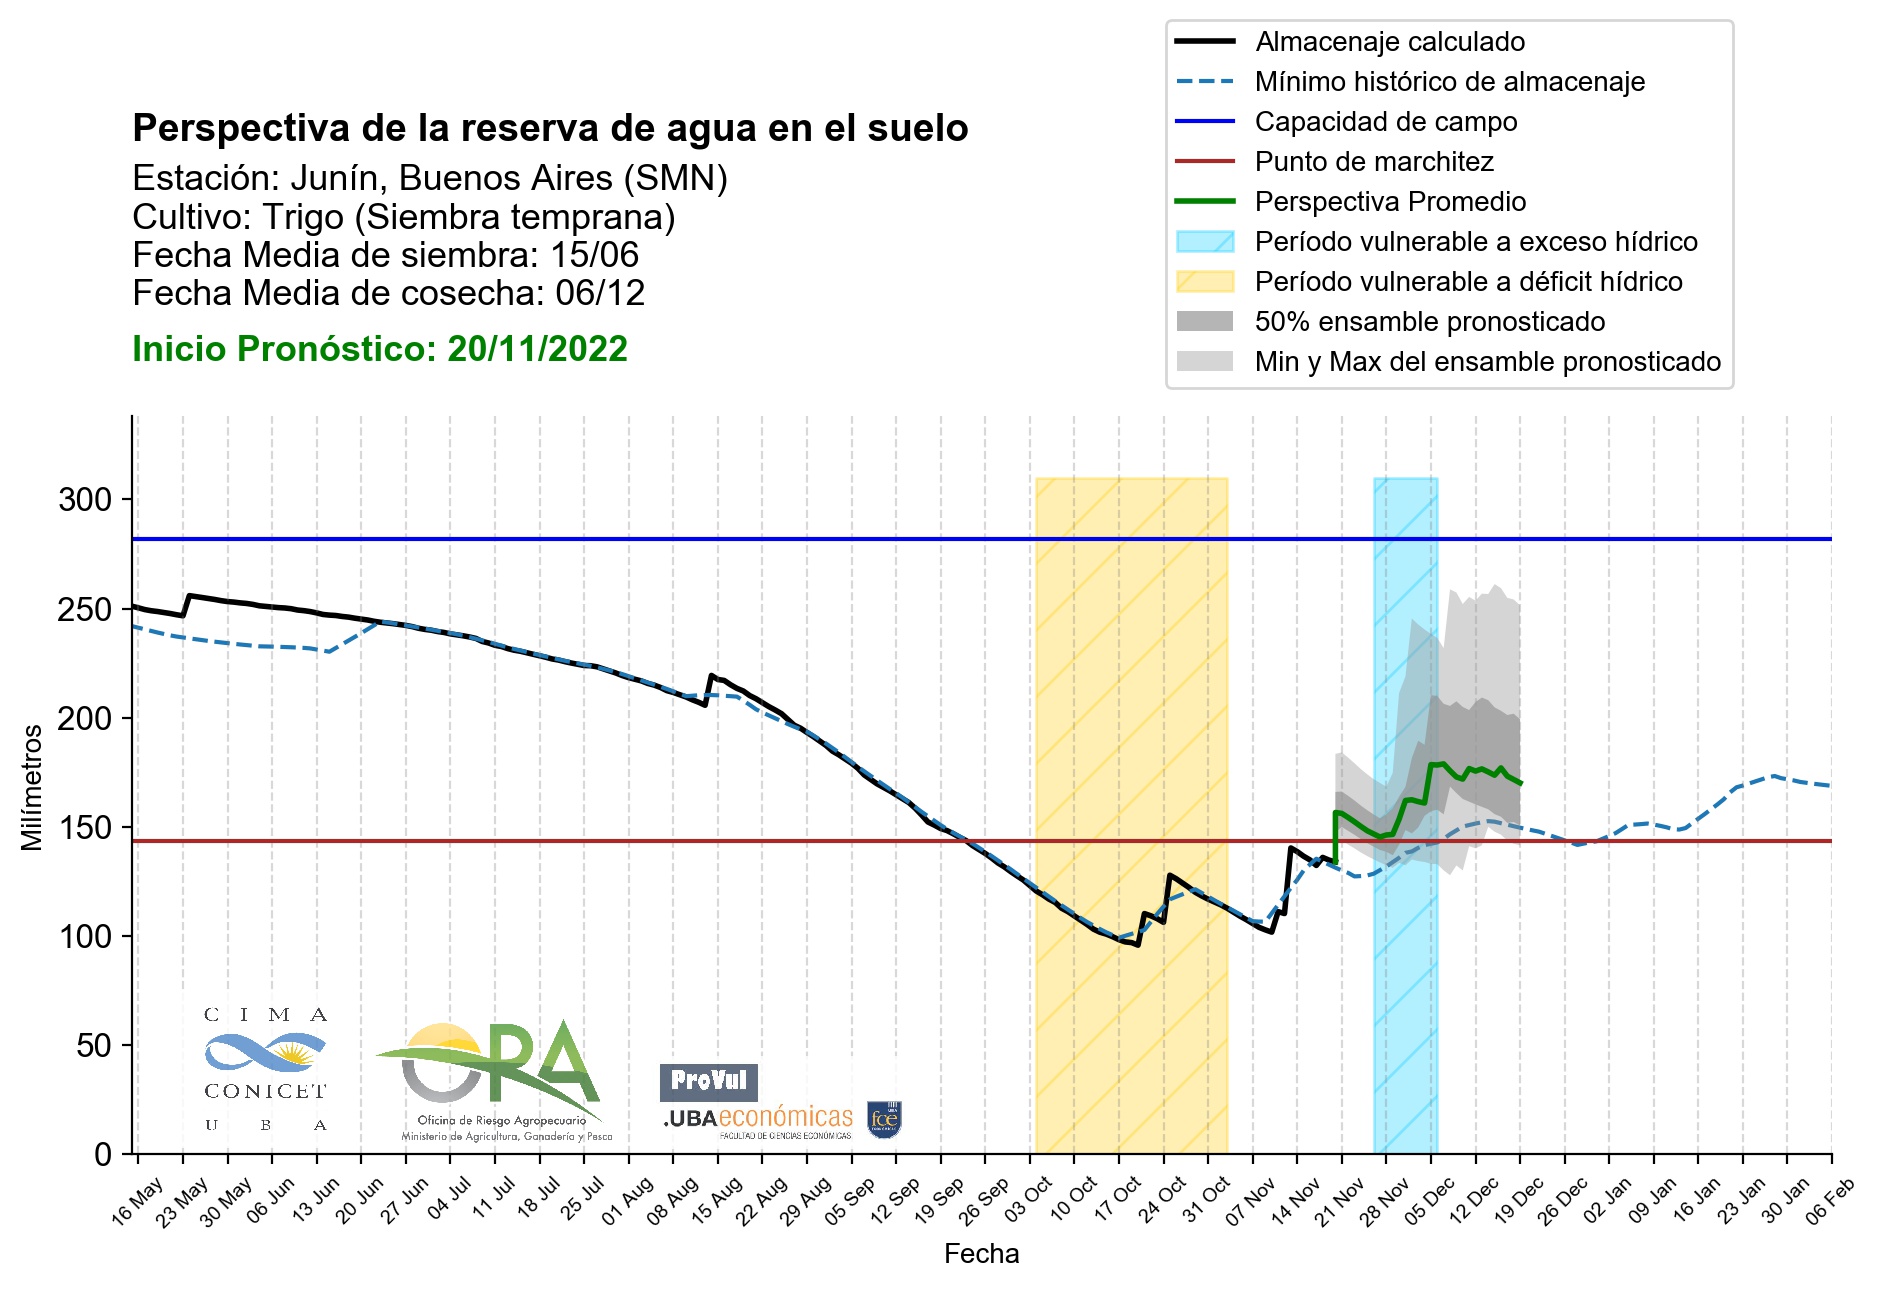 Almacenaje calculado
Mínimo histórico de almacenaje
Capacidad de campo
Punto de marchitez
Perspectiva Promedio
Período vulnerable a exceso hídrico
Período vulnerable a déficit hídrico
50% ensamble pronosticado
Min y Max del ensamble pronosticado
Perspectiva de la reserva de agua en el suelo
Estación: Junín, Buenos Aires (SMN)
Cultivo: Trigo (Siembra temprana)
Fecha Media de siembra: 15/06
Fecha Media de cosecha: 06/12
Inicio Pronóstico: 20/11/2022
Milímetros
300
250
200
150
100
50
0
CIMA
CONICET
UBA
ORA
Oficina de Riesgo Agropecuario
Ministerio de Agricultura, Ganadería y Pesca
ProVul
.UBAeconómicas
FACULTAD DE CIENCIAS ECONÓMICAS
UBA
fce
16 May 23 May 30 May 06 Jun 13 Jun 20 Jun 27 Jun 04 Jul 11 Jul 18 Jul 25 Jul 01 Aug 08 Aug 15 Aug 22 Aug 29 Aug 05 Sep 12 Sep 19 Sep 26 Sep 03 Oct 10 Oct 17 Oct 24 Oct 31 Oct 07 Nov 14 Nov 21 Nov 28 Nov 05 Dec 12 Dec 19 Dec 26 Dec 02 Jan 09 Jan 16 Jan 23 Jan 30 Jan 06 Feb
Fecha